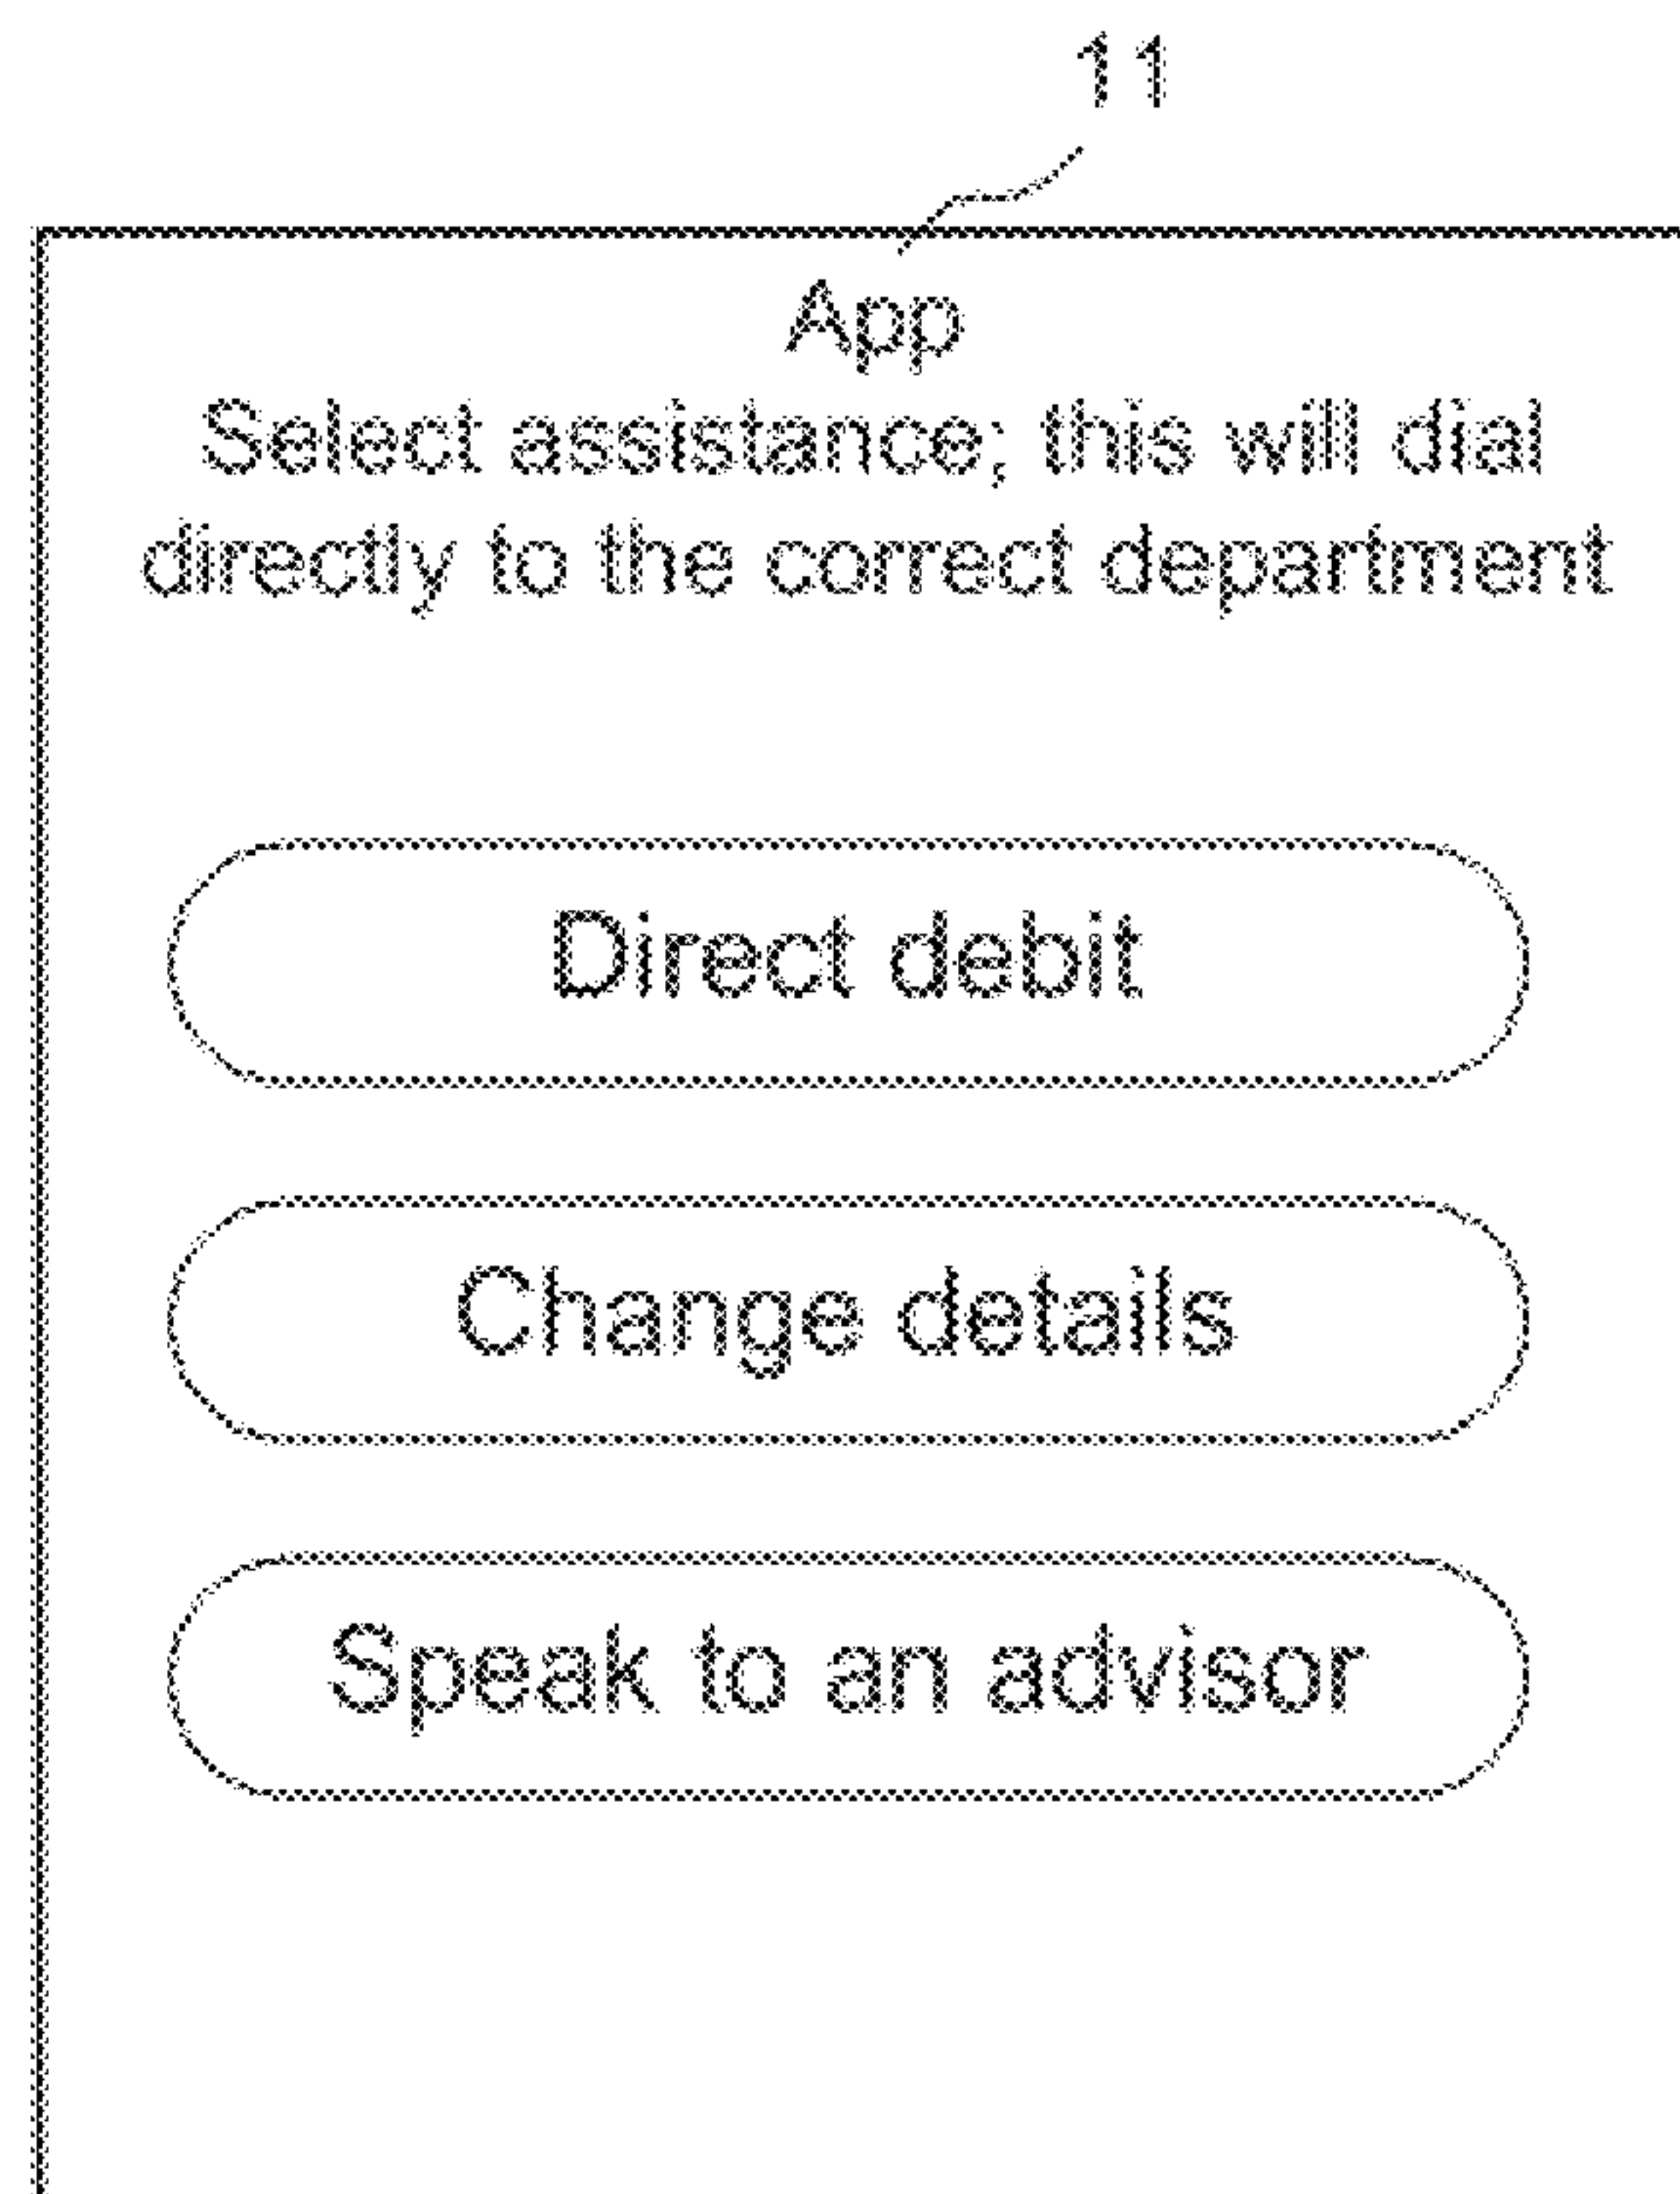 11
App
Select assistance; this will dial
directly to the correct department
Direct debit
Change details
Speak to an advisor